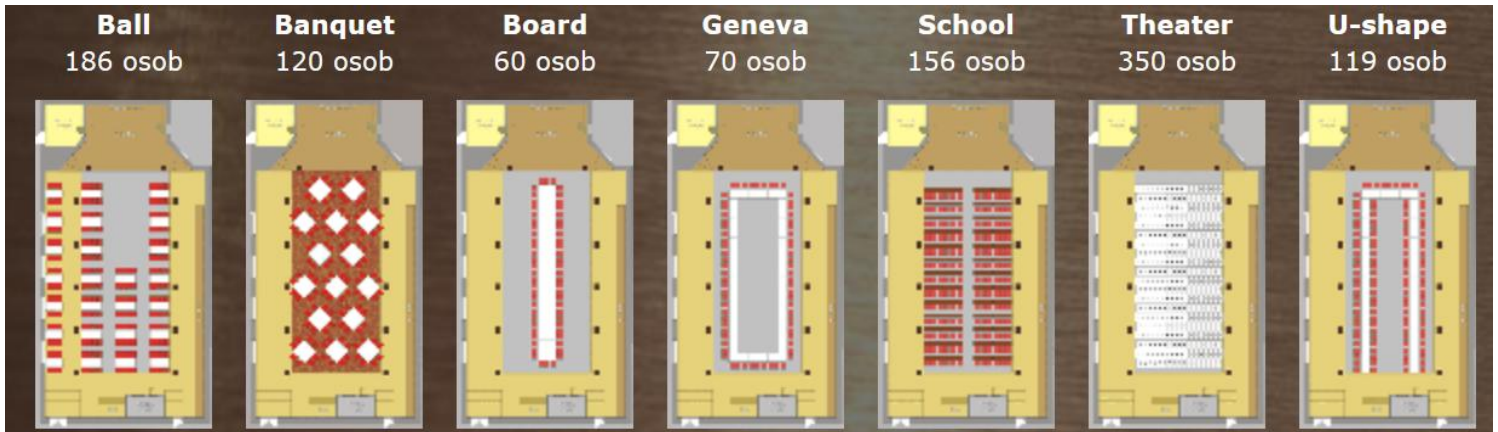 Ball
186 osob
Banquet
120 osob
Board
60 osob
Geneva
70 osob
School
156 osob
Theater
350 osob
U-shape
119 osob